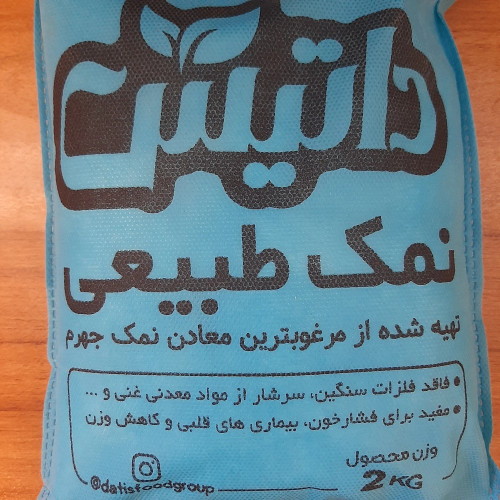 داتیس
نمک طبیعی
تهیه شده از مرغوبترین معادن نمک جهرم
• فاقد فلزات سنگین، سرشار از مواد معدنی غنی و ...
• مفید برای فشارخون، بیماری های قلبی و کاهش وزن
وزن محصول
2 KG
@datisfoodgroup